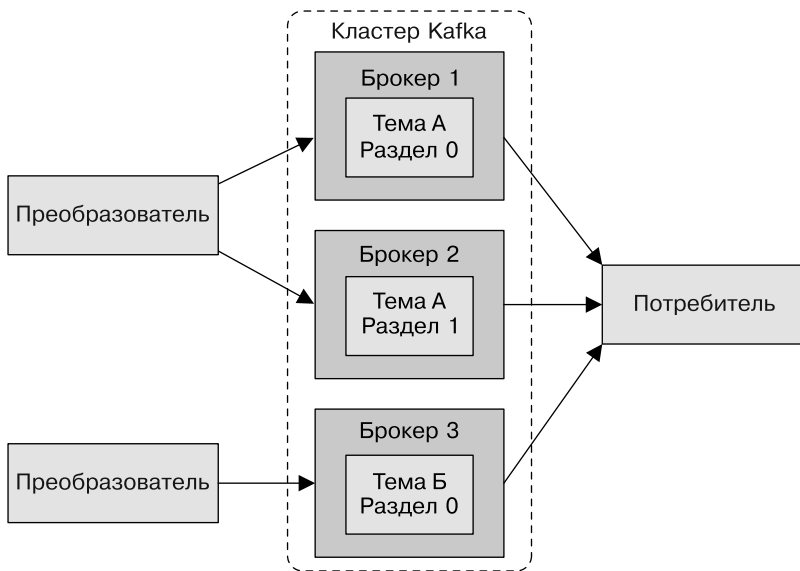 Кластер Kafka
Брокер 1
Тема А
Раздел 0
Преобразователь
Брокер 2
Тема А
Раздел 1
Потребитель
Брокер 3
Тема Б
Раздел 0
Преобразователь